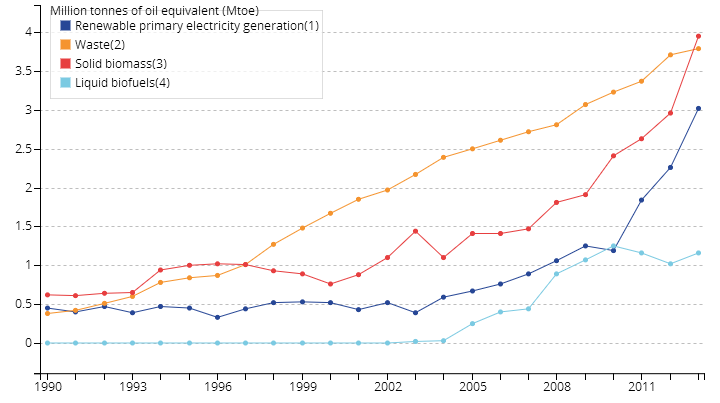 Million tonnes of oil equivalent (Mtoe)
Renewable primary electricity generation(1)
Waste(2)
Solid biomass(3)
Liquid biofuels(4)
4
3.5
3
2.5
2
1.5
1
0.5
0
1990 1993 1996 1999 2002 2005 2008 2011